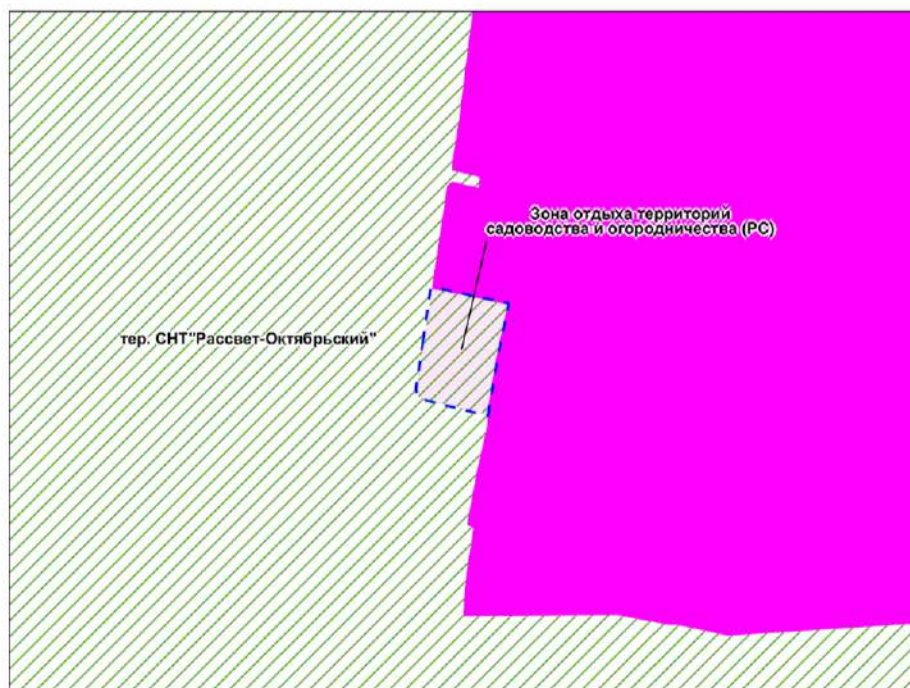 Зона отдыха территорий
садоводства и огородничества (РС)
тер. СНТ"Рассвет-Октябрьский"